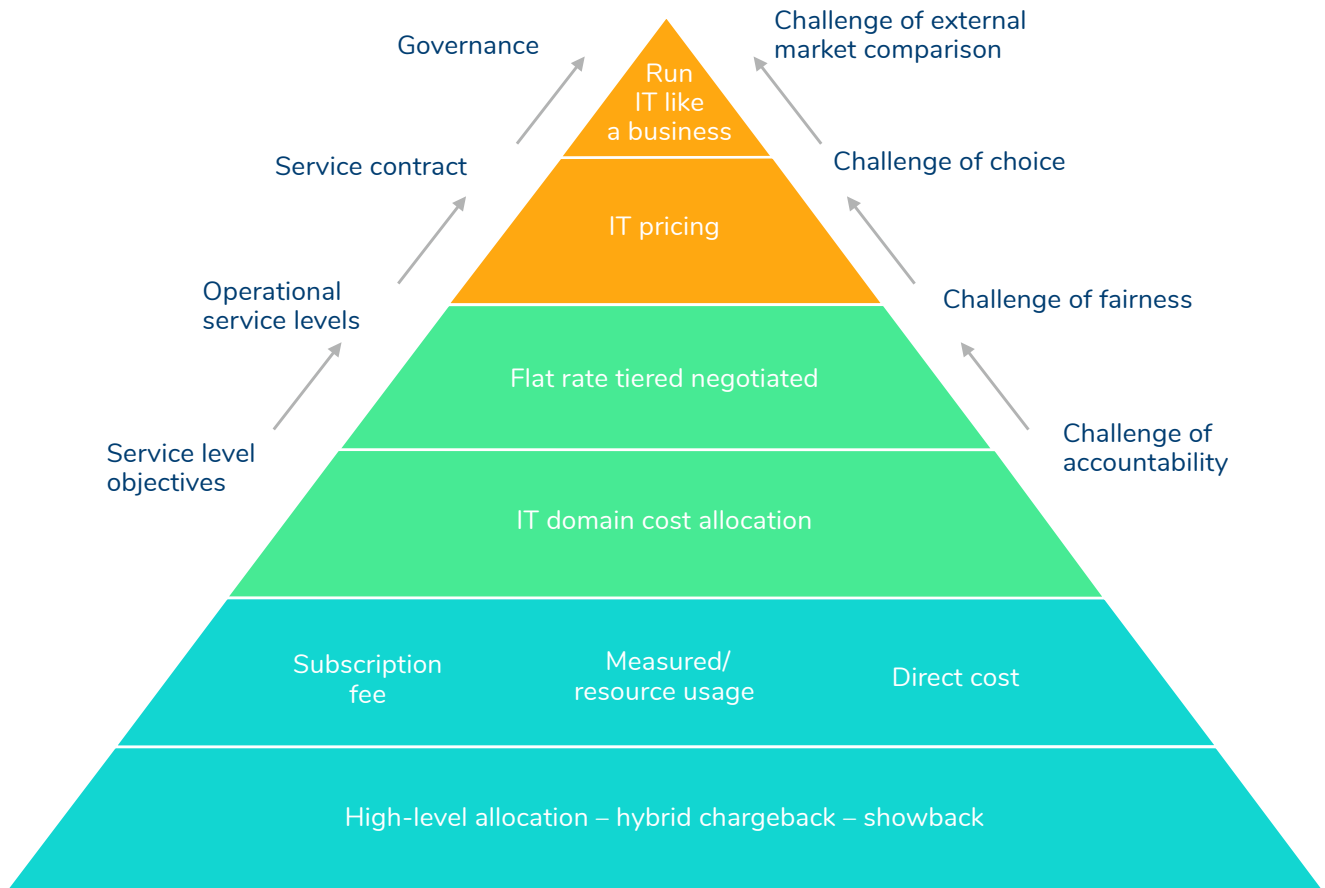 Governance
Challenge of external
market comparison
Run
IT like
a business
Service contract
Challenge of choice
IT pricing
Operational
service levels
Challenge of fairness
Flat rate tiered negotiated
Service level
objectives
Challenge of
accountability
IT domain cost allocation
Subscription
fee
Measured/
resource usage
Direct cost
High-level allocation – hybrid chargeback – showback